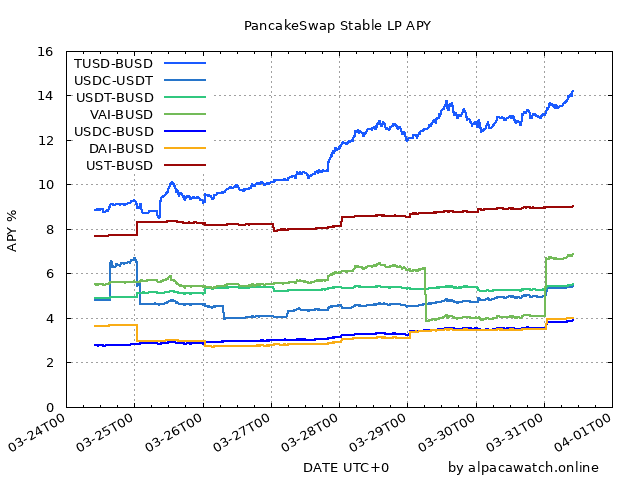 PancakeSwap Stable LP APY
16
14
12
10
8
6
4
2
0
APY %
TUSD-BUSD
USDC-USDT
USDT-BUSD
VAI-BUSD
USDC-BUSD
DAI-BUSD
UST-BUSD
03-24T00
03-25T00
03-26T00
03-27T00
03-28T00
03-29T00
03-30T00
03-31T00
04-01T00
DATE UTC+0
by alpacawatch.online